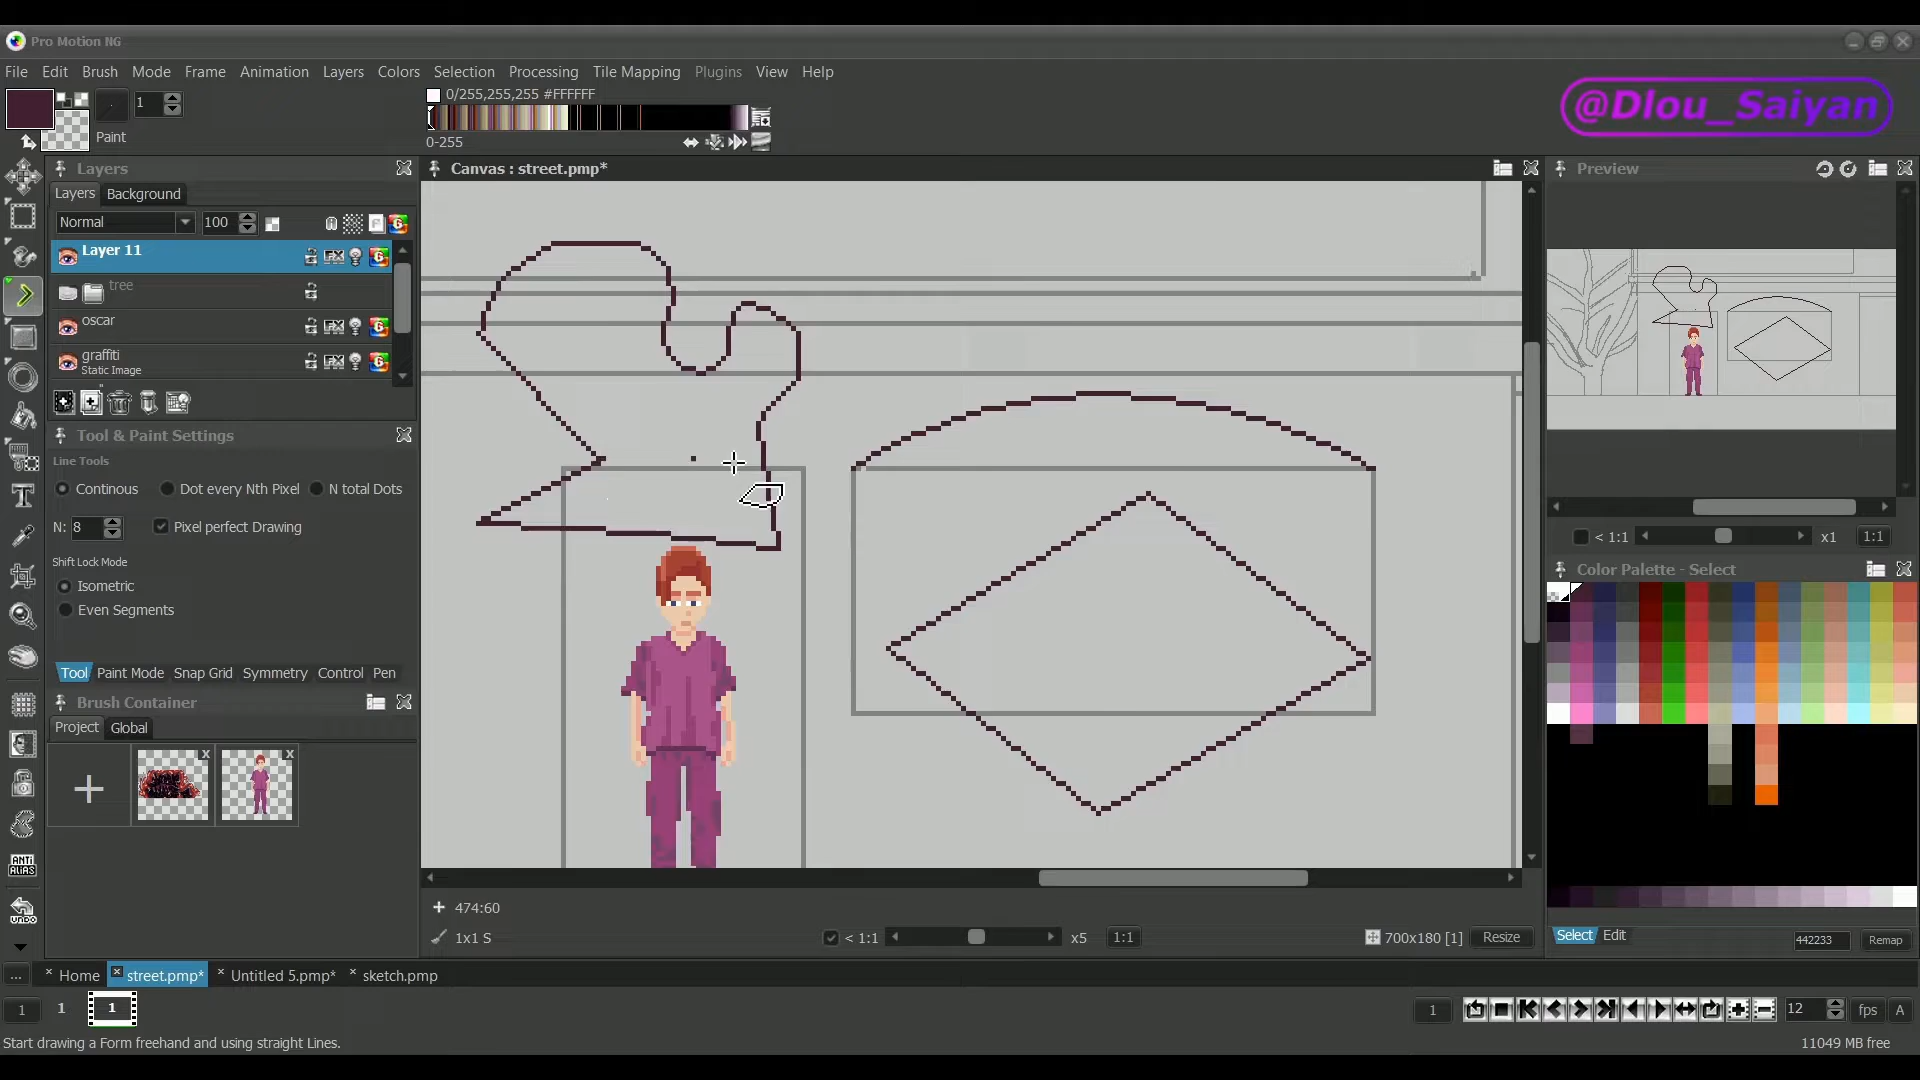 Pro Motion NG
File Edit Brush Mode Frame Animation Layers Colors Selection Processing Tile Mapping Plugins View Help
@Dlou_Saiyan
1
0/255,255,255 #FFFFFF
Paint
0-255
Layers
Canvas : street.pmp*
Preview
Layers Background
Normal 100
Layer 11
tree
oscar
graffiti
Static Image
Tool & Paint Settings
Line Tools
Continous Dot every Nth Pixel N total Dots
N: 8 Pixel perfect Drawing
Shift Lock Mode
Isometric
Even Segments
Tool Paint Mode Snap Grid Symmetry Control Pen
< 1:1 x1 1:1
Color Palette - Select
Brush Container
Project Global
x x
ANTI ALIAS
UNDO
474:60
1x1 S
< 1:1 x5 1:1
700x180 [1] Resize
Select Edit 442233 Remap
... Home street.pmp* Untitled 5.pmp* sketch.pmp
1 1 1
1 12 fps A
Start drawing a Form freehand and using straight Lines.
11049 MB free